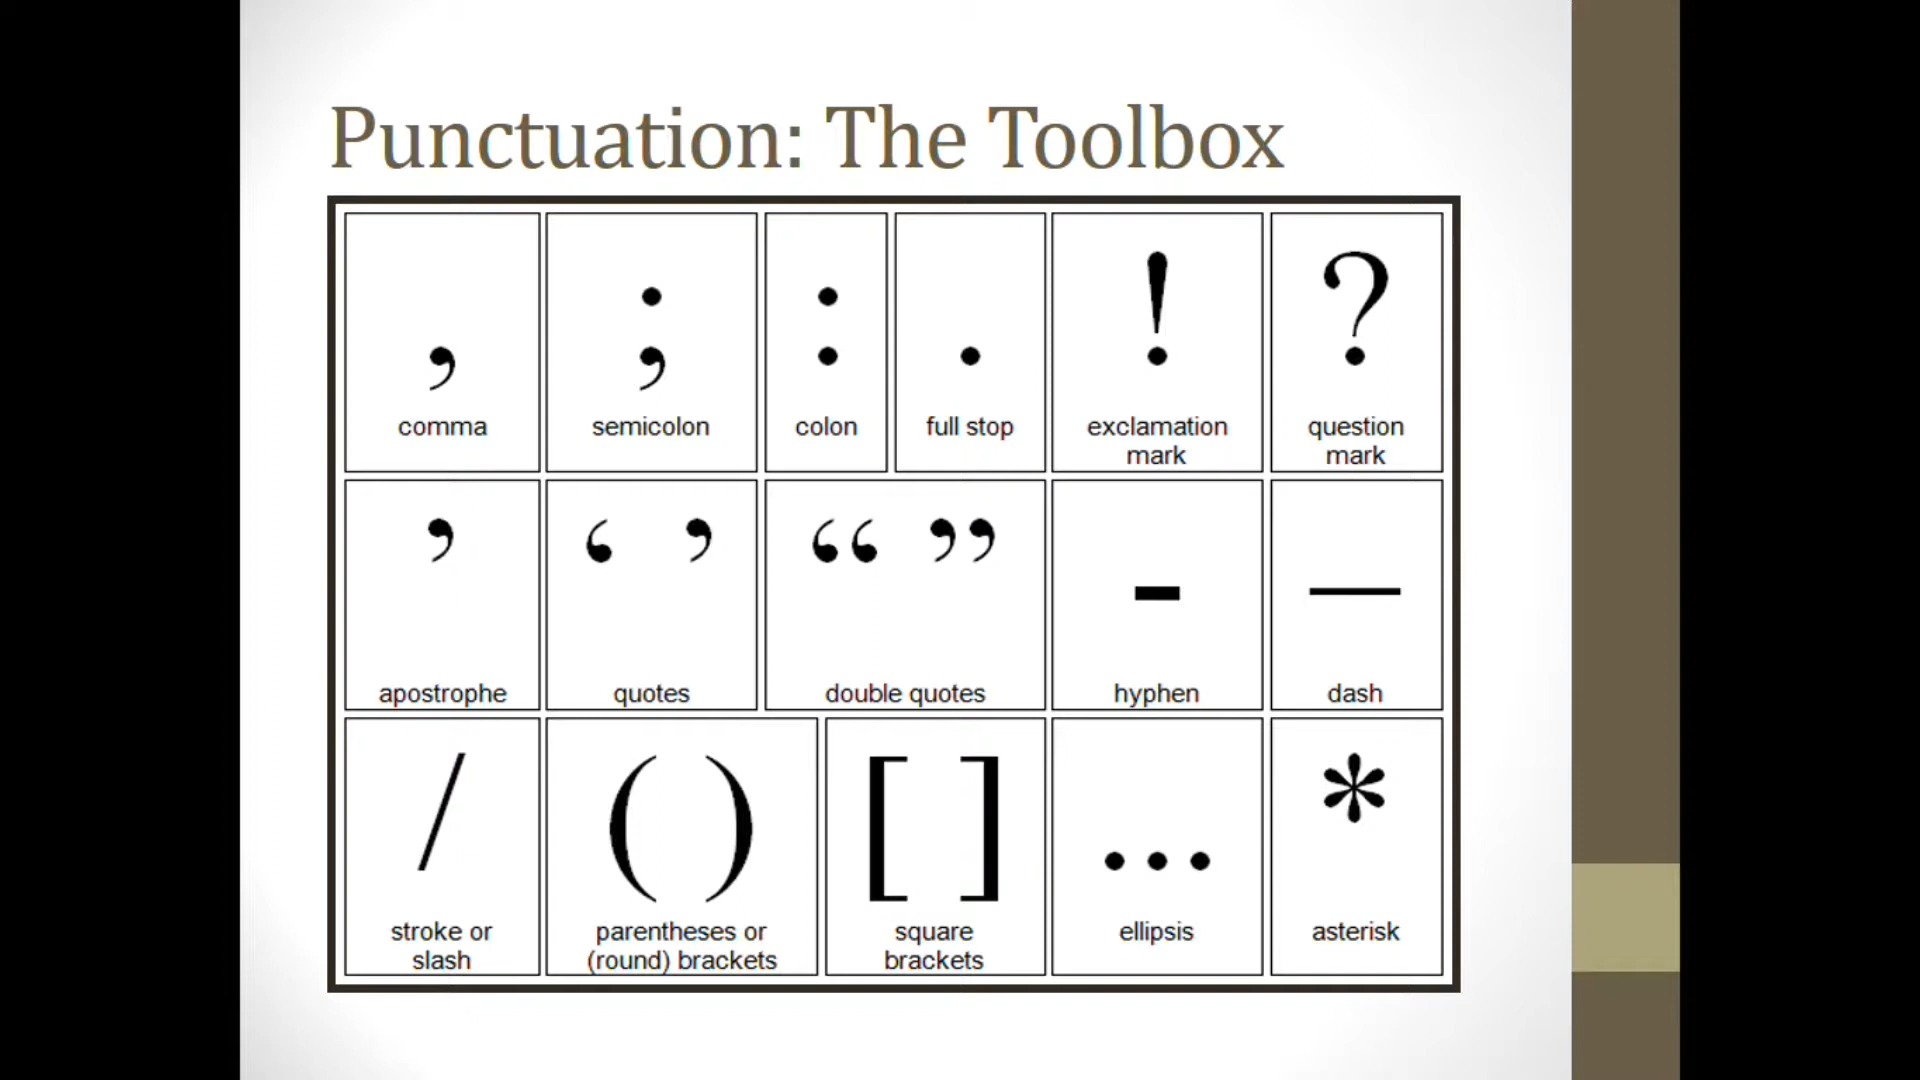 Punctuation: The Toolbox
, ; : . ! ?
comma semicolon colon full stop exclamation mark question mark
’ ‘ ’ “ ” - —
apostrophe quotes double quotes hyphen dash
/ ( ) [ ] ... *
stroke or slash parentheses or (round) brackets square brackets ellipsis asterisk